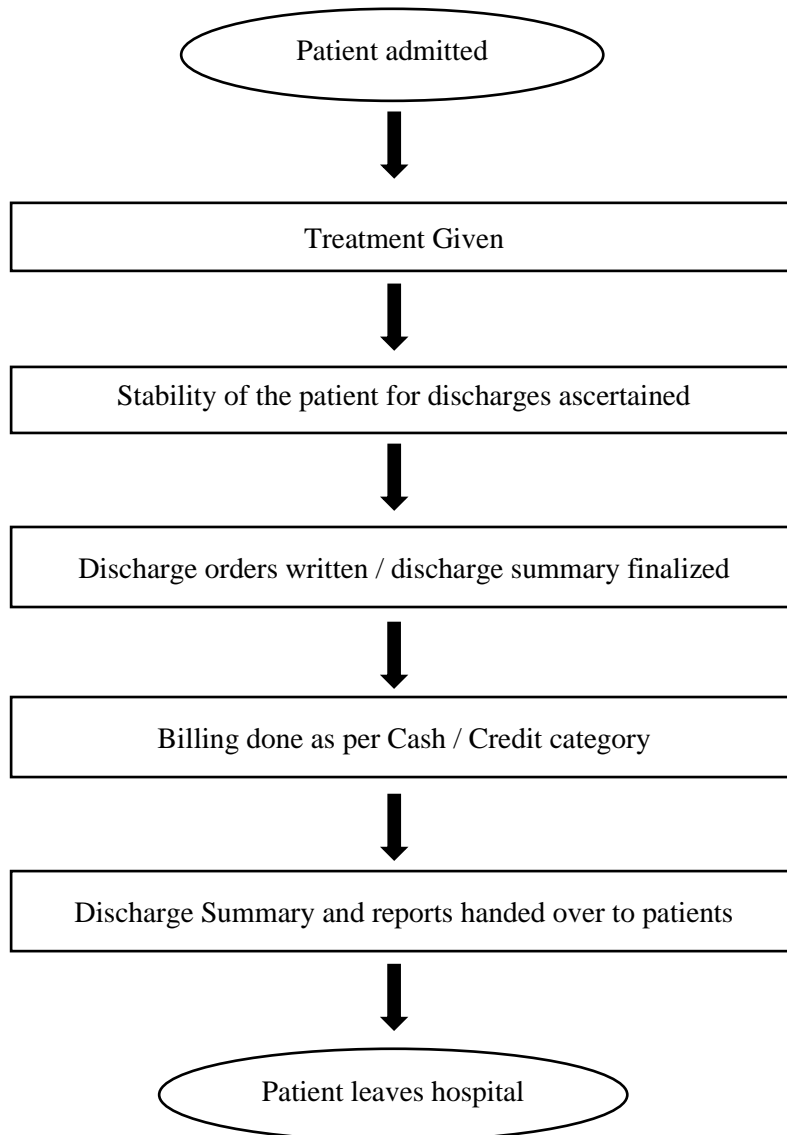 Patient admitted
Treatment Given
Stability of the patient for discharges ascertained
Discharge orders written / discharge summary finalized
Billing done as per Cash / Credit category
Discharge Summary and reports handed over to patients
Patient leaves hospital